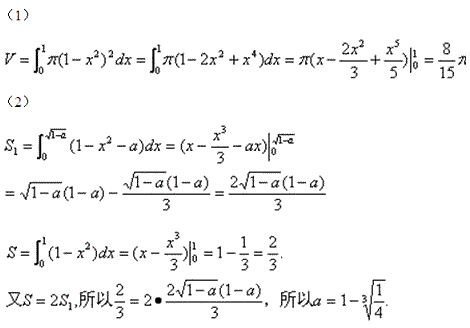 （1）
V = ∫₀¹ π(1 − x²)² dx = ∫₀¹ π(1 − 2x² + x⁴)dx = π(x − 2x²/3 + x⁵/5)|₀¹ = 8/15 π
（2）
S₁ = ∫₀^√(1−a) (1 − x² − a)dx = (x − x³/3 − ax)|₀^√(1−a)
= √(1−a)(1−a) − √(1−a)(1−a)/3 = 2√(1−a)(1−a)/3
S = ∫₀¹ (1 − x²)dx = (x − x³/3)|₀¹ = 1 − 1/3 = 2/3.
又S = 2S₁,所以2/3 = 2•2√(1−a)(1−a)/3， 所以a = 1 − ∛(1/4).